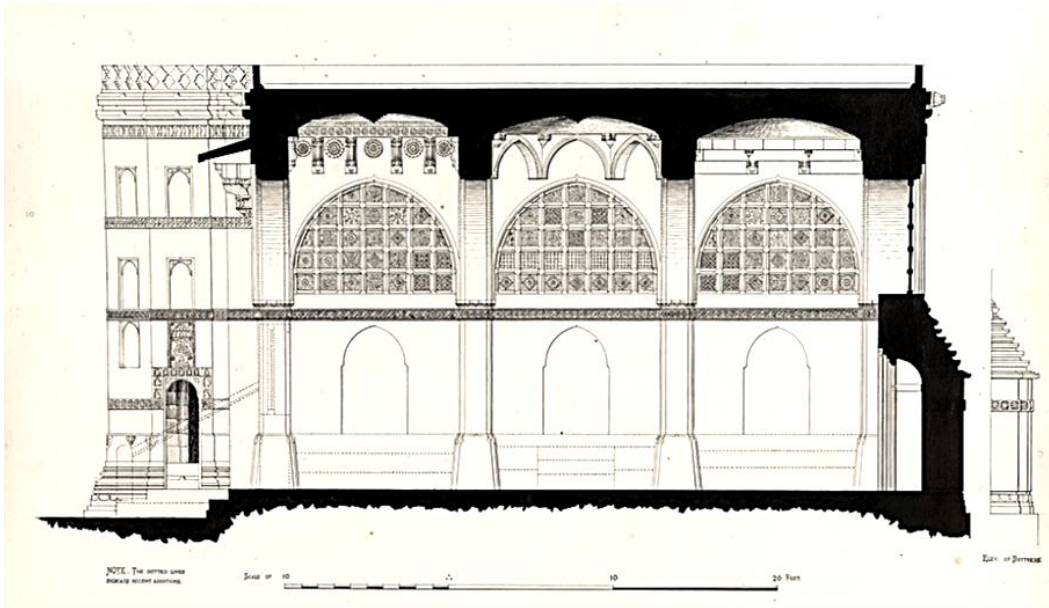 NOTE. THE DOTTED LINES
INDICATE RECENT ADDITIONS.
SCALE OF 10 10 20 FEET
ELEV. OF BUTTRESS